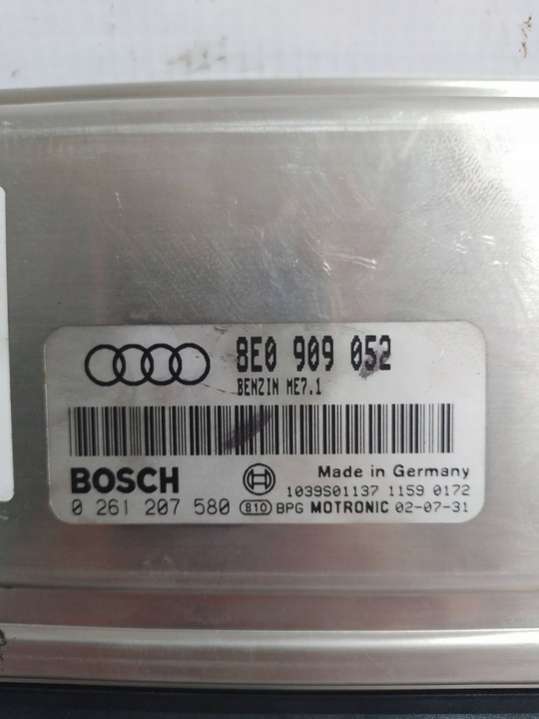 8E0 909 052
BENZIN ME7.1
BOSCH
Made in Germany
1039S01137 1159 0172
0 261 207 580 810 BPG MOTRONIC 02-07-31